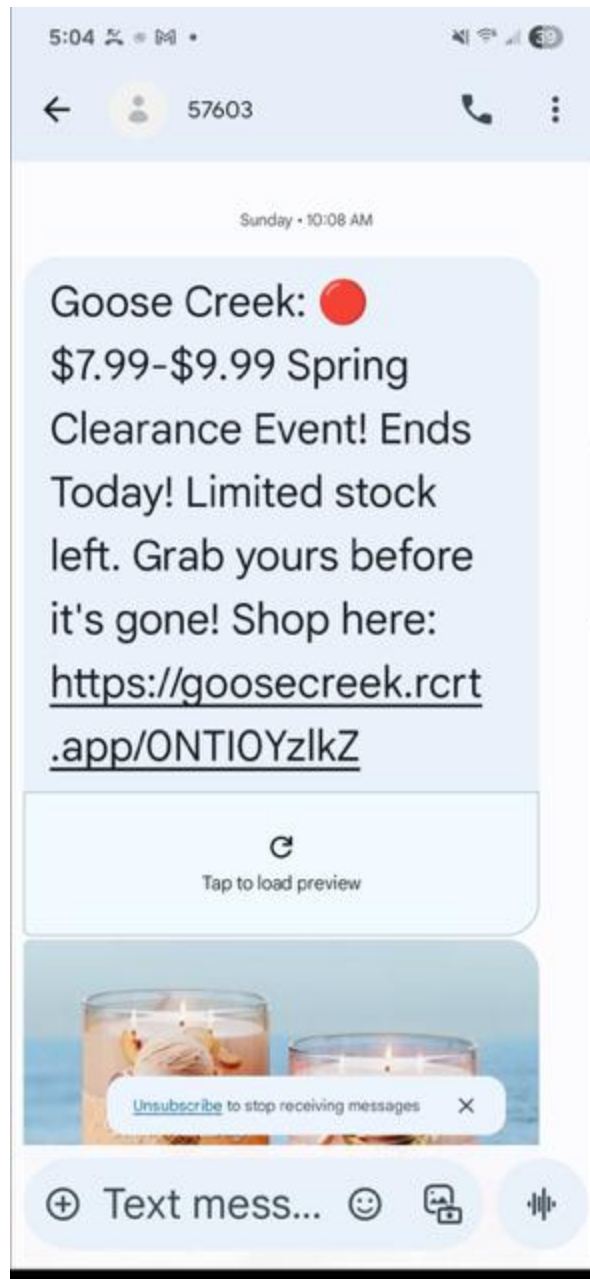 5:04
39
57603
Sunday • 10:08 AM
Goose Creek: 🔴
$7.99-$9.99 Spring
Clearance Event! Ends
Today! Limited stock
left. Grab yours before
it's gone! Shop here:
https://goosecreek.rcrt
.app/0NTI0YzlkZ
Tap to load preview
Unsubscribe to stop receiving messages
Text mess...